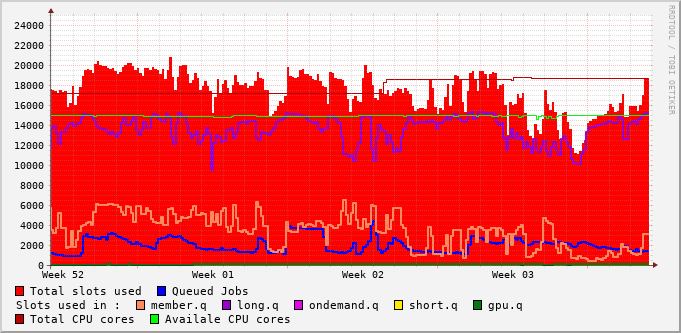 RRDTOOL / TOBI OETIKER
24000
22000
20000
18000
16000
14000
12000
10000
8000
6000
4000
2000
0
Week 52 Week 01 Week 02 Week 03
Total slots used Queued Jobs
Slots used in : member.q long.q ondemand.q short.q gpu.q
Total CPU cores Availale CPU cores